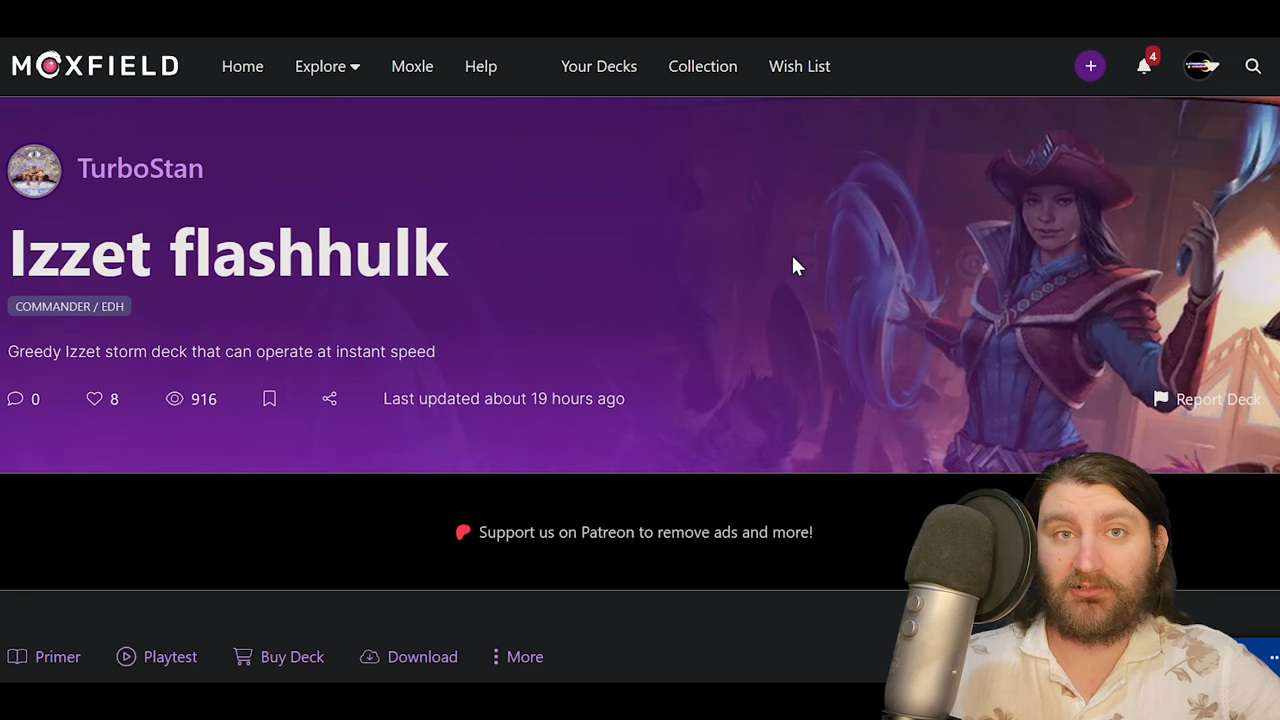 MOXFIELD Home Explore Moxle Help Your Decks Collection Wish List 4
TurboStan
Izzet flashhulk
COMMANDER / EDH
Greedy Izzet storm deck that can operate at instant speed
0 8 916 Last updated about 19 hours ago Report Deck
Support us on Patreon to remove ads and more!
Primer Playtest Buy Deck Download More